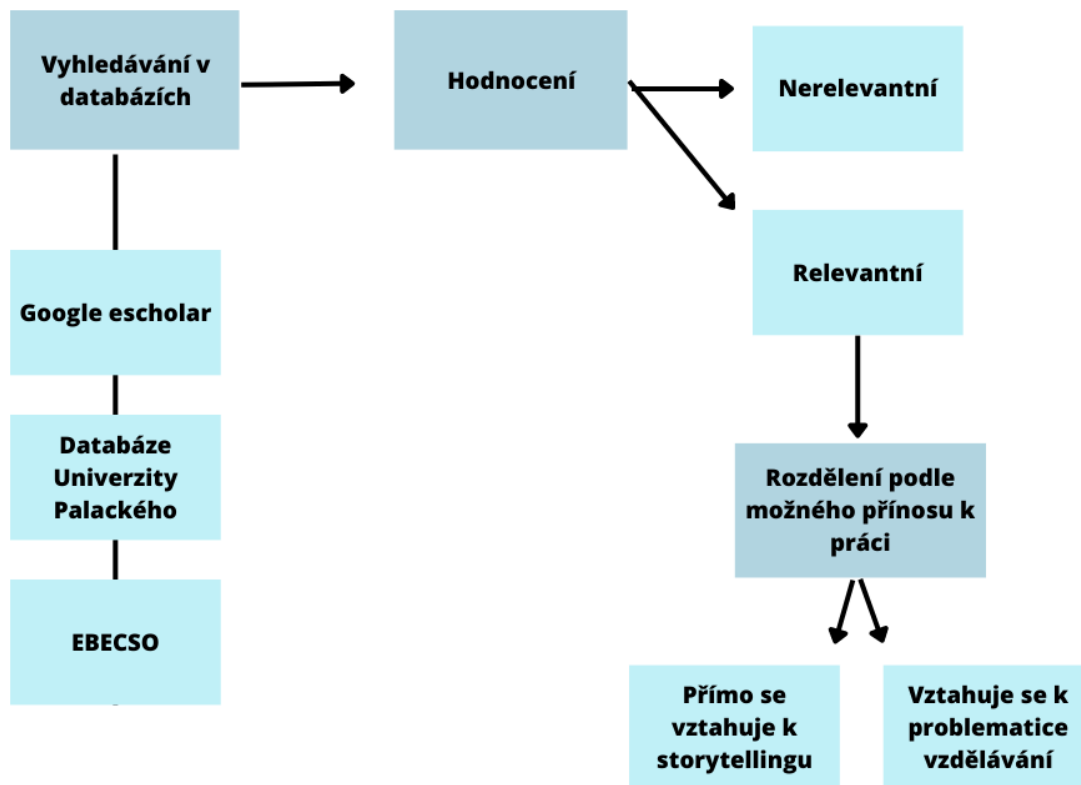 Vyhledávání v
databázích
Hodnocení
Nerelevantní
Relevantní
Google escholar
Databáze
Univerzity
Palackého
EBECSO
Rozdělení podle
možného přínosu k
práci
Přímo se
vztahuje k
storytellingu
Vztahuje se k
problematice
vzdělávání